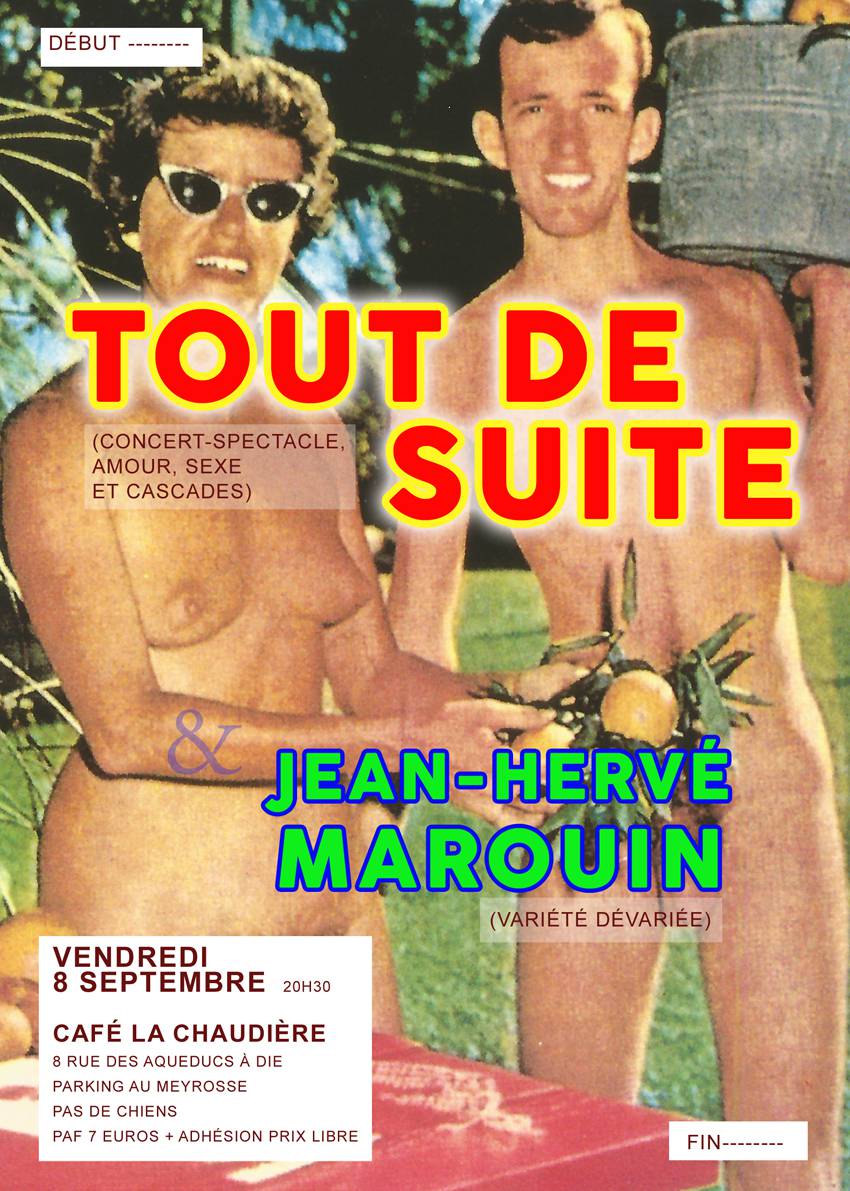 DÉBUT --------
TOUT DE
SUITE
(CONCERT-SPECTACLE,
AMOUR, SEXE
ET CASCADES)
&
JEAN-HERVÉ
MAROUIN
(VARIÉTÉ DÉVARIÉE)
VENDREDI
8 SEPTEMBRE 20H30
CAFÉ LA CHAUDIÈRE
8 RUE DES AQUEDUCS À DIE
PARKING AU MEYROSSE
PAS DE CHIENS
PAF 7 EUROS + ADHÉSION PRIX LIBRE
FIN--------